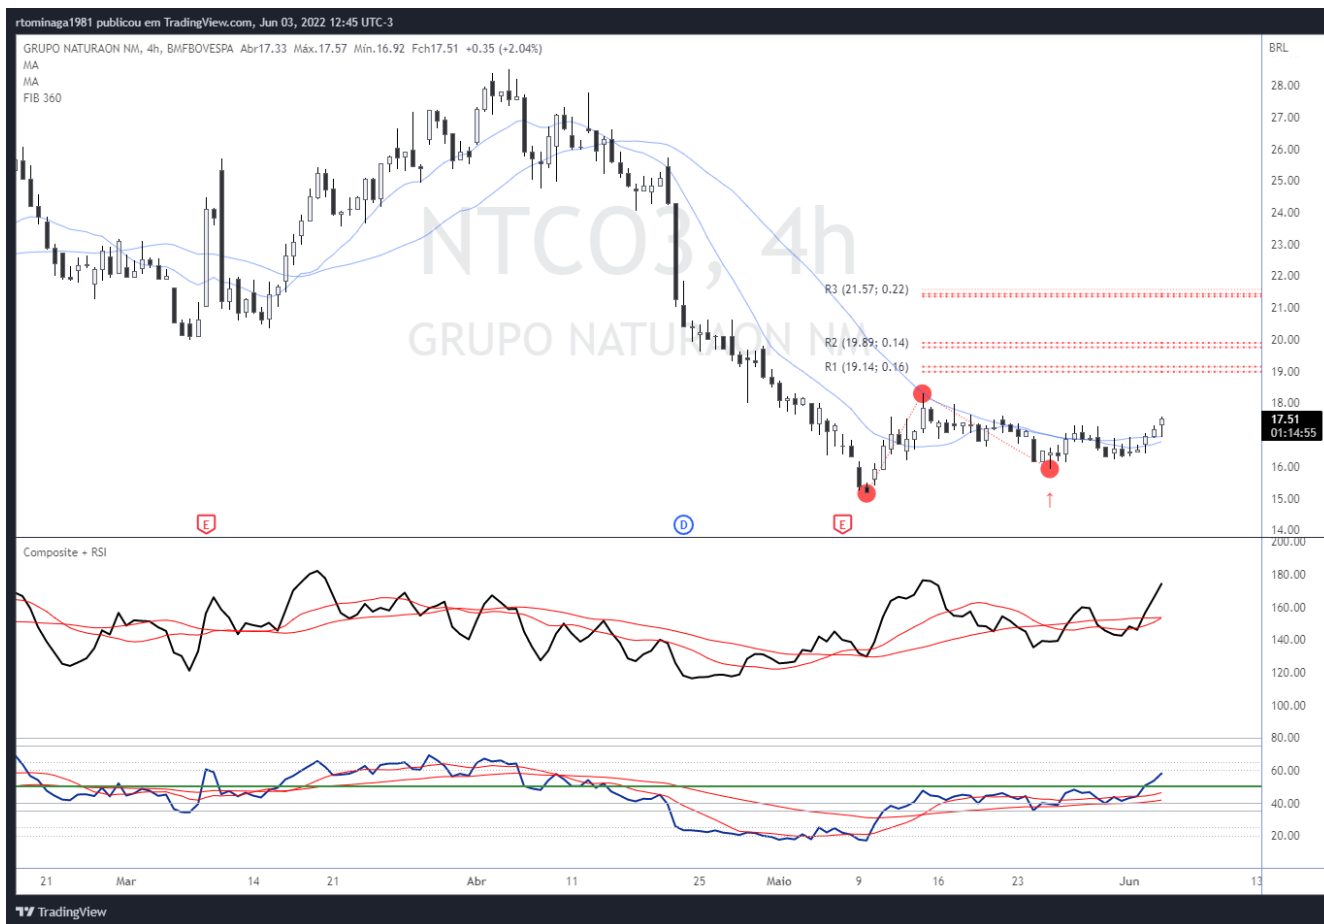 rtominaga1981 publicou em TradingView.com, Jun 03, 2022 12:45 UTC-3
GRUPO NATURAON NM, 4h, BMFBOVESPA Abr17.33 Máx.17.57 Mín.16.92 Fch17.51 +0.35 (+2.04%)
BRL
MA
MA
FIB 360
28.00
27.00
26.00
25.00
24.00
23.00
22.00
21.00
20.00
19.00
18.00
17.51
01:14:55
16.00
15.00
14.00
NTCO3, 4h
GRUPO NATURAON NM
R3 (21.57; 0.22)
R2 (19.89; 0.14)
R1 (19.14; 0.16)
E
D
E
Composite + RSI
200.00
180.00
160.00
140.00
120.00
100.00
80.00
60.00
40.00
20.00
21 Mar 14 21 Abr 11 25 Maio 9 16 23 Jun 13
TradingView